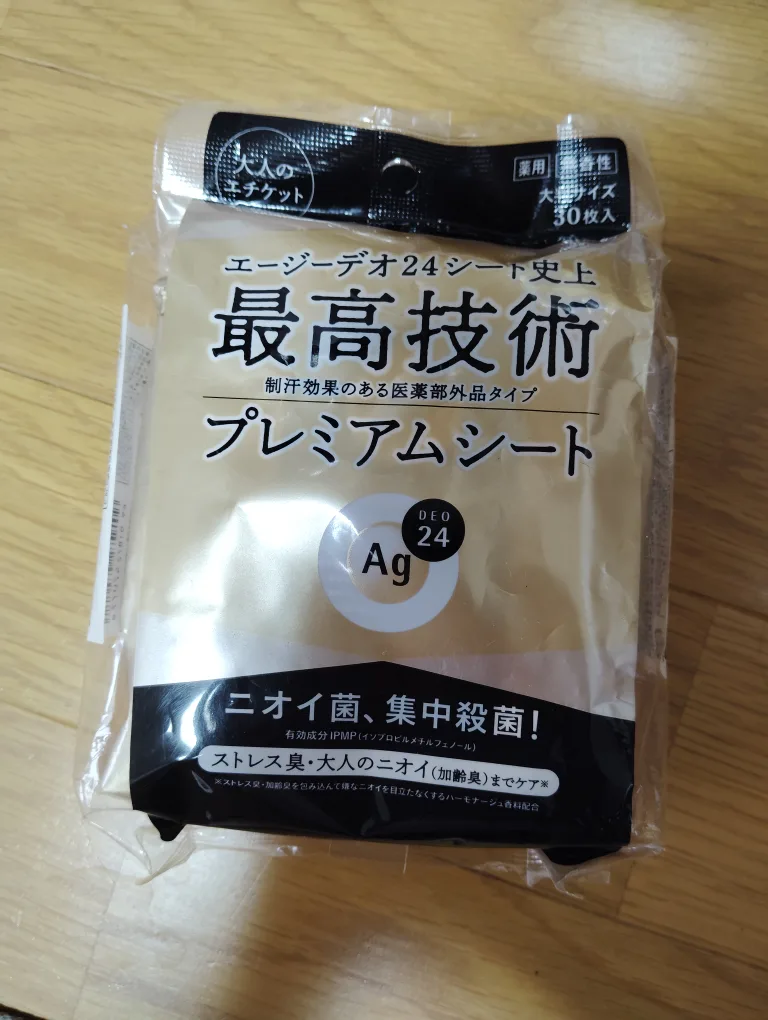 大人の
エチケット
薬用 無香性
大判サイズ
30枚入
エージーデオ24シート史上
最高技術
制汗効果のある医薬部外品タイプ
プレミアムシート
DEO
24
Ag
ニオイ菌、集中殺菌!
有効成分IPMP(イソプロピルメチルフェノール)
ストレス臭・大人のニオイ(加齢臭)までケア※
※ストレス臭・加齢臭を包み込んで嫌なニオイを目立たなくするハーモナージュ香料配合